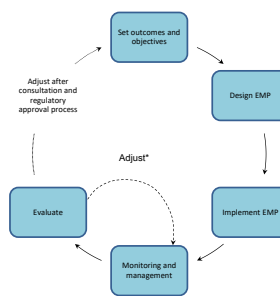 Set outcomes and
objectives
Adjust after
consultation and
regulatory
approval process
Design EMP
Adjust*
Evaluate
Implement EMP
Monitoring and
management